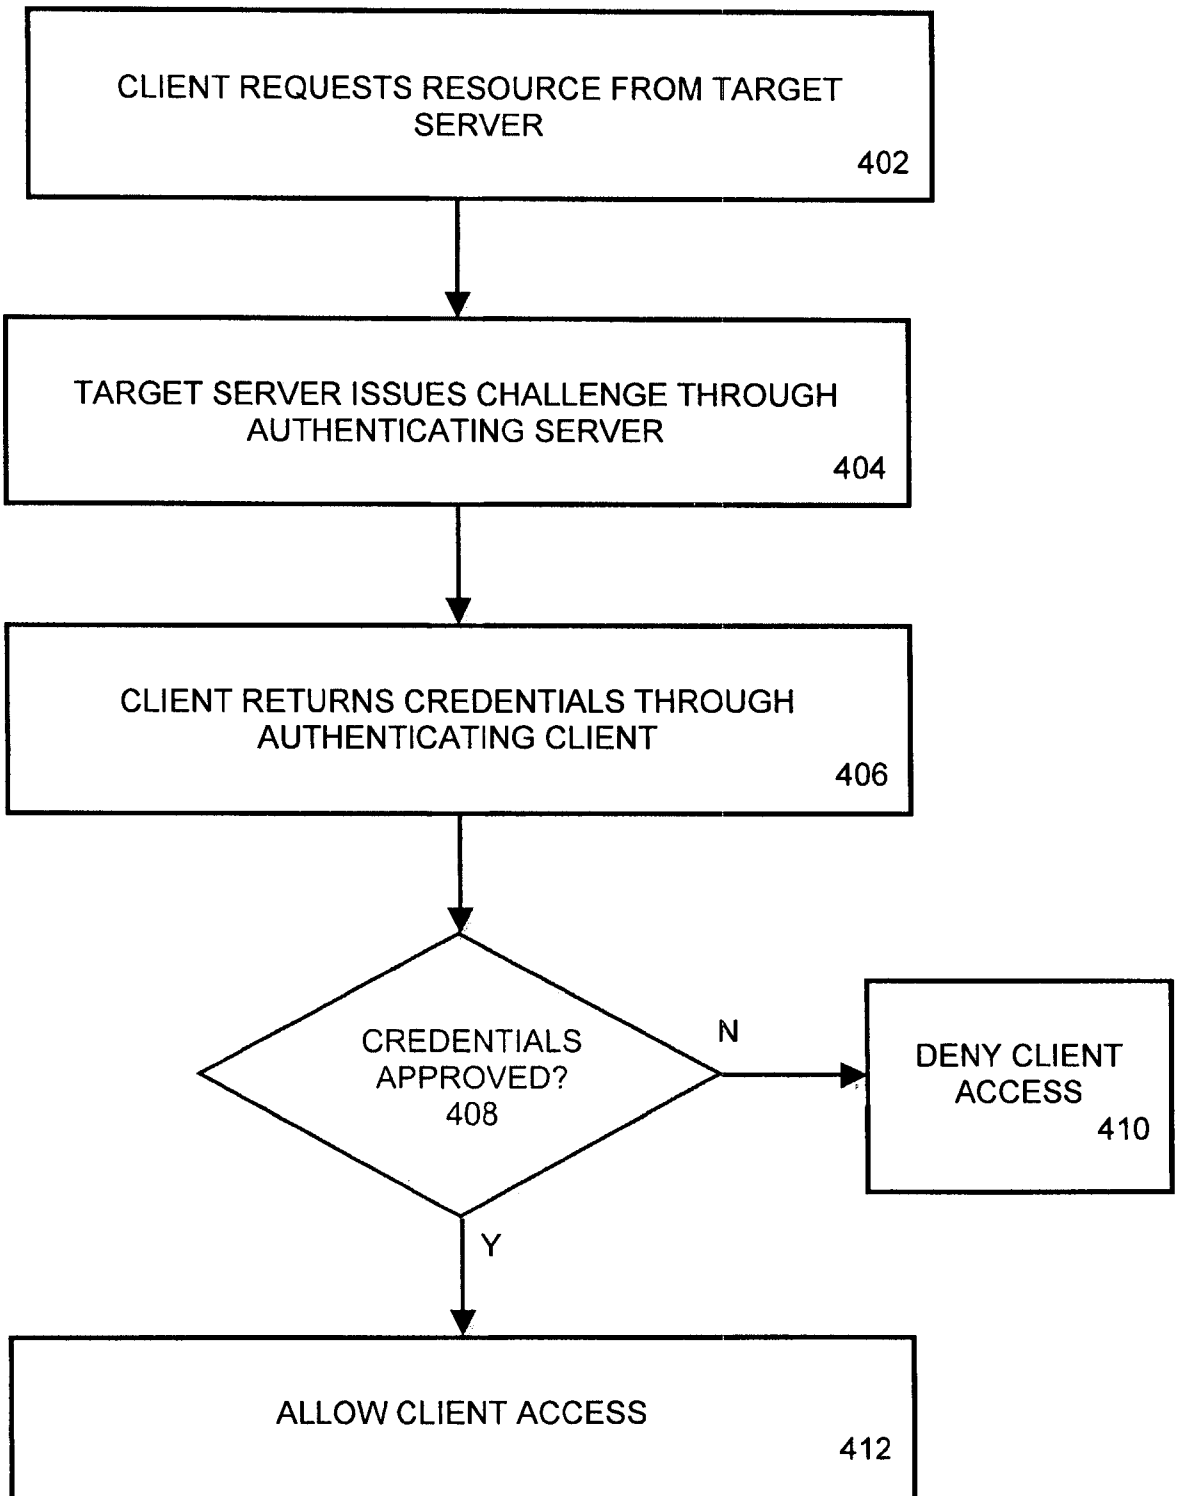 CLIENT REQUESTS RESOURCE FROM TARGET
SERVER
402
TARGET SERVER ISSUES CHALLENGE THROUGH
AUTHENTICATING SERVER
404
CLIENT RETURNS CREDENTIALS THROUGH
AUTHENTICATING CLIENT
406
CREDENTIALS
APPROVED?
408
N
DENY CLIENT
ACCESS
410
Y
ALLOW CLIENT ACCESS
412